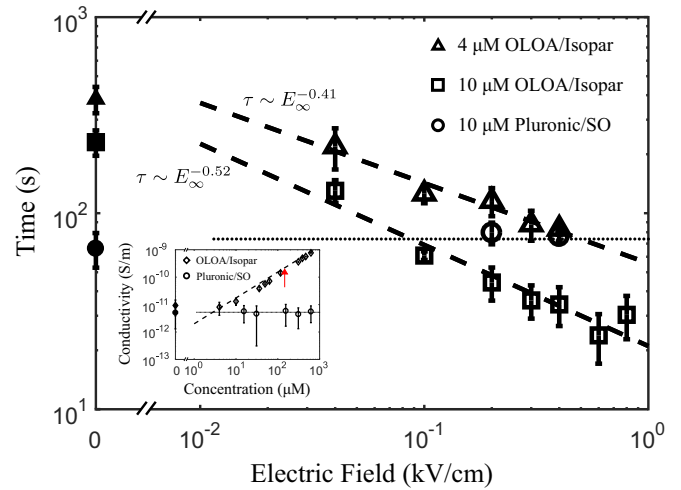 10^3
10^2
10^1
Time (s)
4 μM OLOA/Isopar
10 μM OLOA/Isopar
10 μM Pluronic/SO
τ ∼ E_∞^{-0.41}
τ ∼ E_∞^{-0.52}
10^-9
10^-10
10^-11
10^-12
10^-13
Conductivity (S/m)
OLOA/Isopar
Pluronic/SO
0 10^0 10^1 10^2 10^3
Concentration (μM)
0 10^-2 10^-1 10^0
Electric Field (kV/cm)